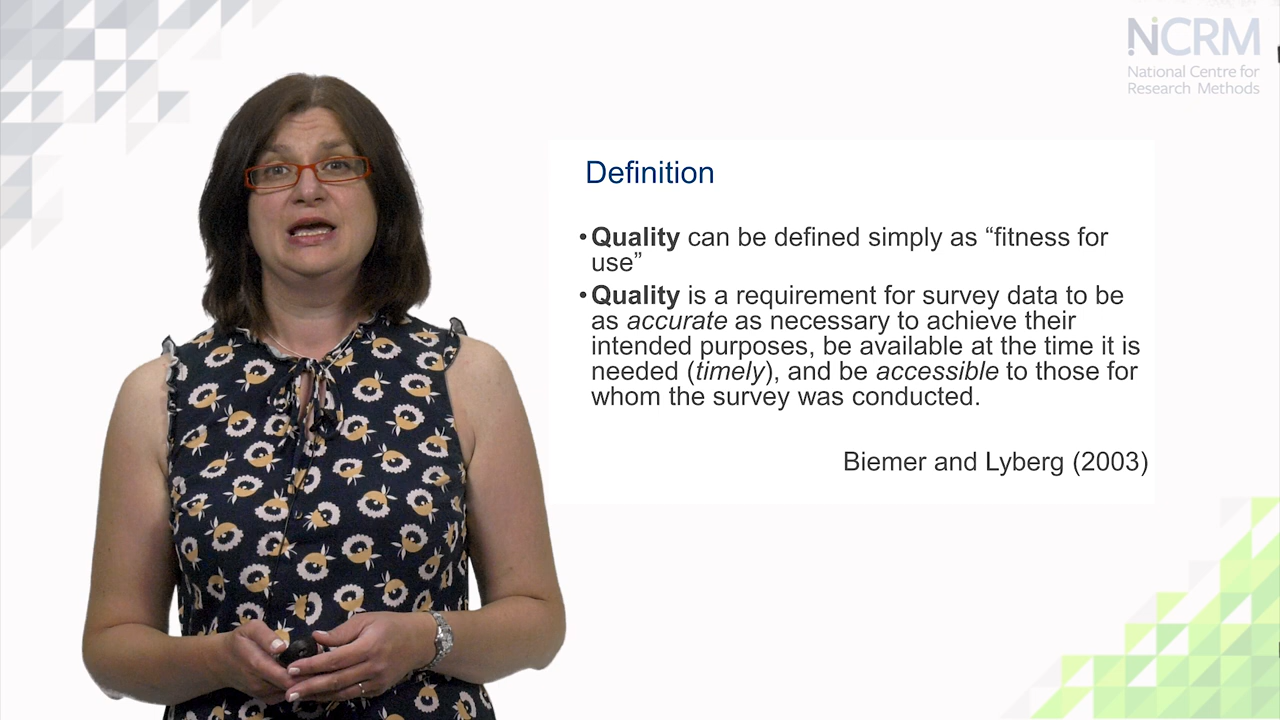 NCRM
National Centre for
Research Methods
Definition
• Quality can be defined simply as “fitness for
use”
• Quality is a requirement for survey data to be
as accurate as necessary to achieve their
intended purposes, be available at the time it is
needed (timely), and be accessible to those for
whom the survey was conducted.
Biemer and Lyberg (2003)